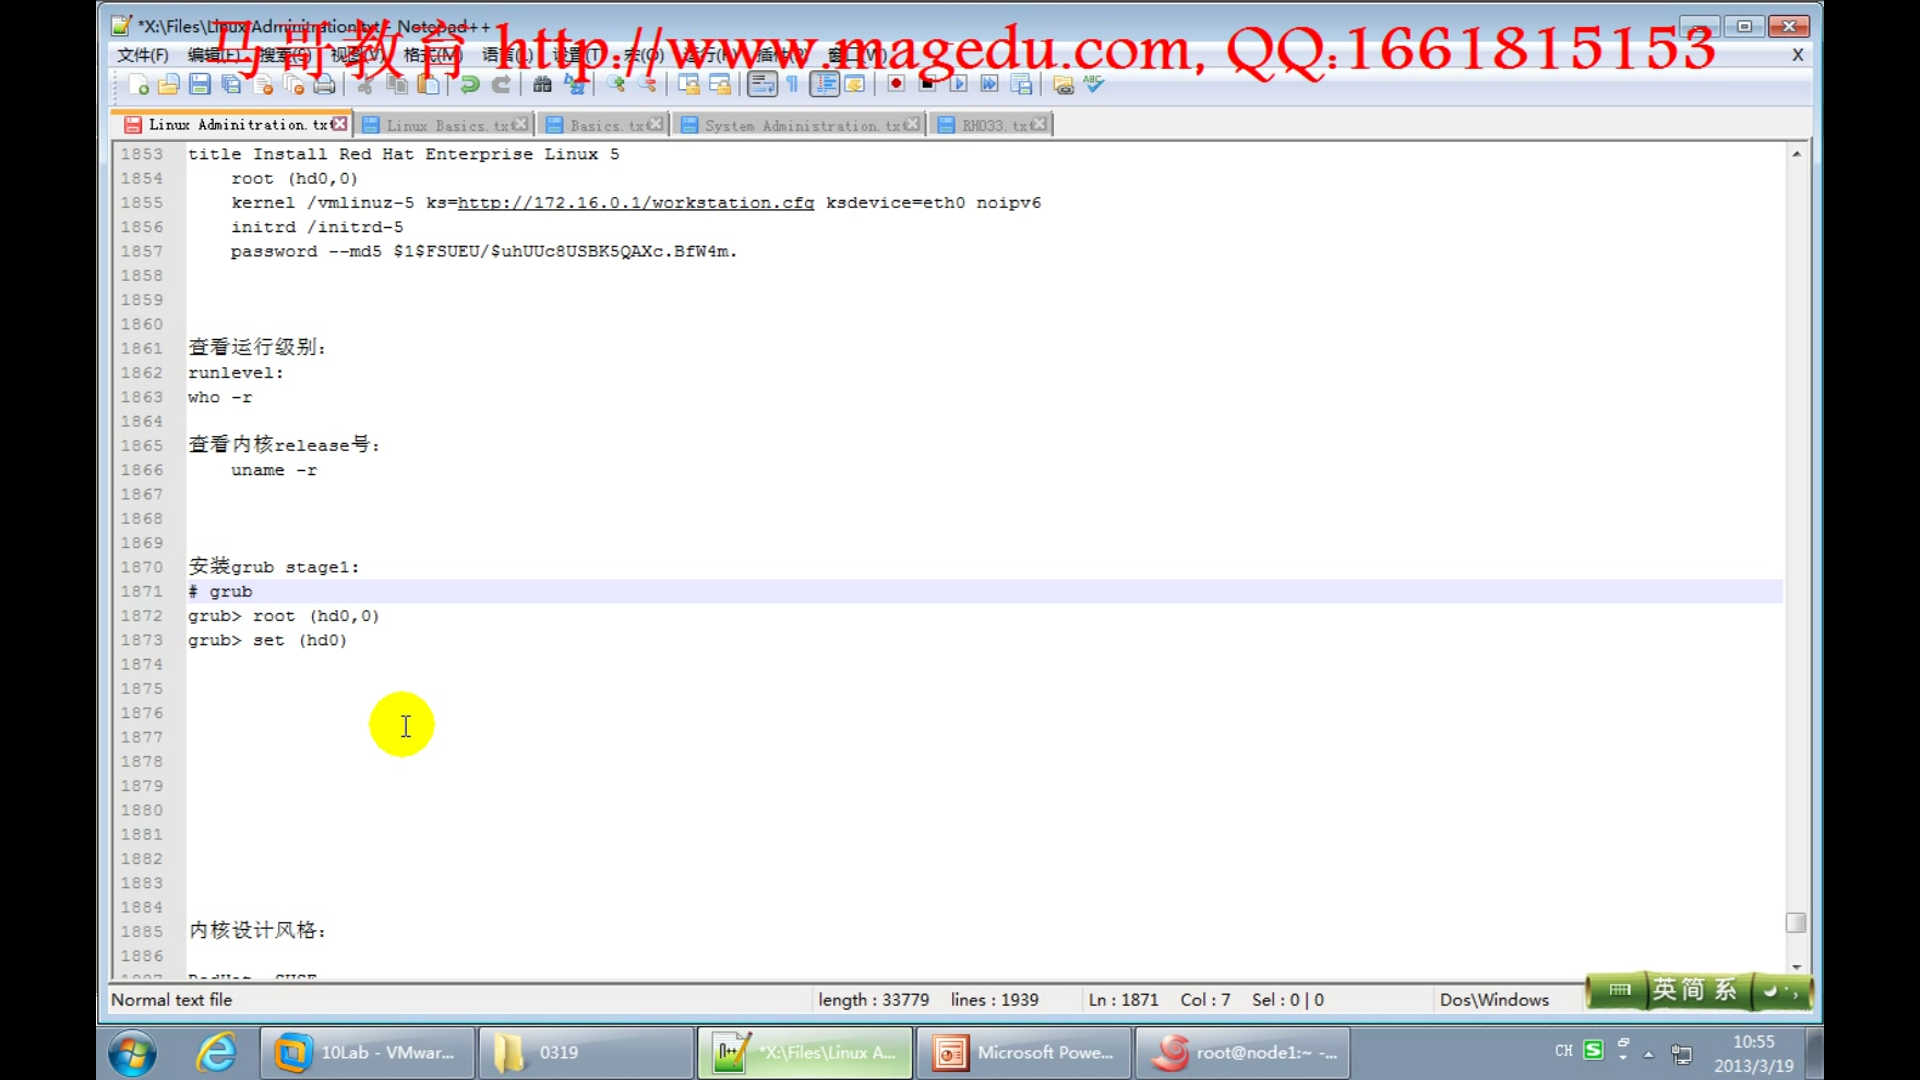 *X:\Files\Linux Adminitration.txt - Notepad++
马哥教育 http://www.magedu.com, QQ:1661815153
文件(F) 编辑(E) 搜索(S) 视图(V) 格式(M) 语言(L) 设置(T) 宏(O) 运行(R) 插件(P) 窗口(W) X
Linux Adminitration.txt Linux Basics.txt Basics.txt System Administration.txt RHO33.txt
1853 title Install Red Hat Enterprise Linux 5
1854 root (hd0,0)
1855 kernel /vmlinuz-5 ks=http://172.16.0.1/workstation.cfg ksdevice=eth0 noipv6
1856 initrd /initrd-5
1857 password --md5 $1$FSUEU/$uhUUc8USBK5QAXc.BfW4m.
1858
1859
1860
1861 查看运行级别:
1862 runlevel:
1863 who -r
1864
1865 查看内核release号:
1866 uname -r
1867
1868
1869
1870 安装grub stage1:
1871 # grub
1872 grub> root (hd0,0)
1873 grub> set (hd0)
1874
1875
1876
1877
1878
1879
1880
1881
1882
1883
1884
1885 内核设计风格:
1886
1887 RedHat, SUSE
Normal text file length : 33779 lines : 1939 Ln : 1871 Col : 7 Sel : 0 | 0 Dos\Windows
英简系
10Lab - VMwar... 0319 *X:\Files\Linux A... Microsoft Powe... root@node1:~ -... CH 10:55
2013/3/19